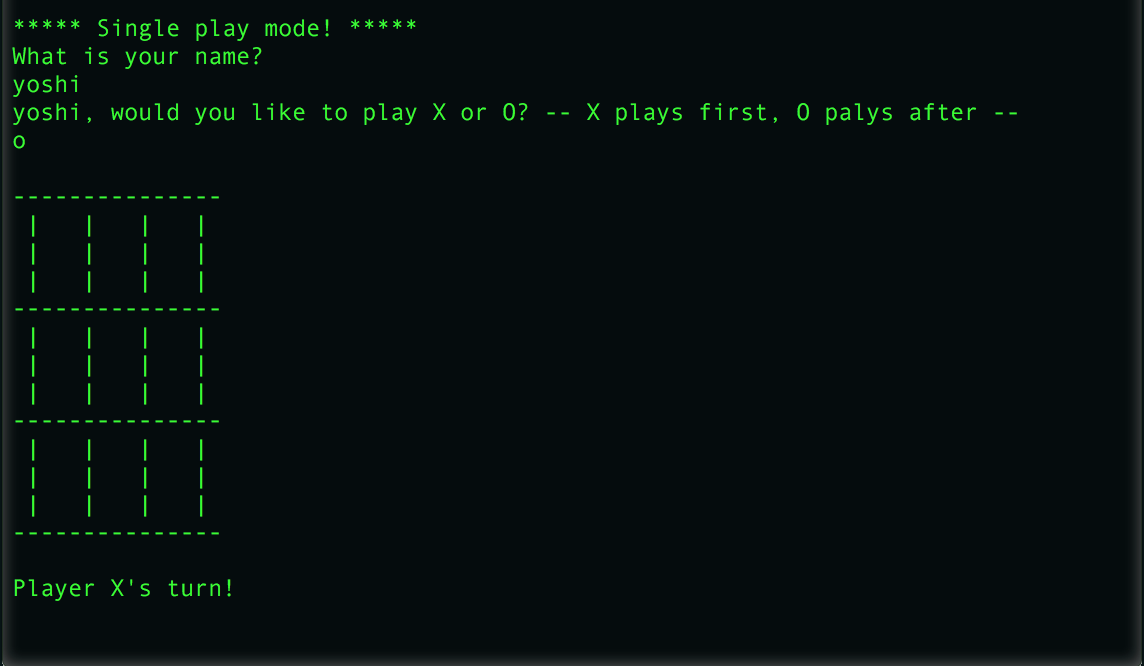 ***** Single play mode! *****
What is your name?
yoshi
yoshi, would you like to play X or O? -- X plays first, O palys after --
o
---------------
 |   |   |   |
 |   |   |   |
 |   |   |   |
---------------
 |   |   |   |
 |   |   |   |
 |   |   |   |
---------------
 |   |   |   |
 |   |   |   |
 |   |   |   |
---------------
Player X's turn!